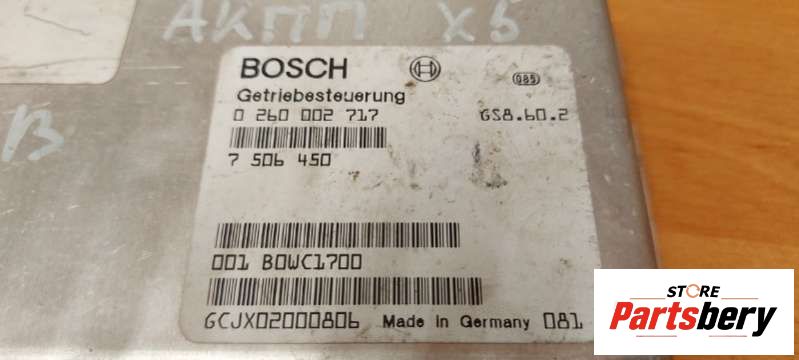 АКПП X5
B
BOSCH
085
Getriebesteuerung
0 260 002 717 GS8.60.2
7 506 450
001 B0WC1700
GCJX02000806 Made in Germany 081
STORE
Partsbery